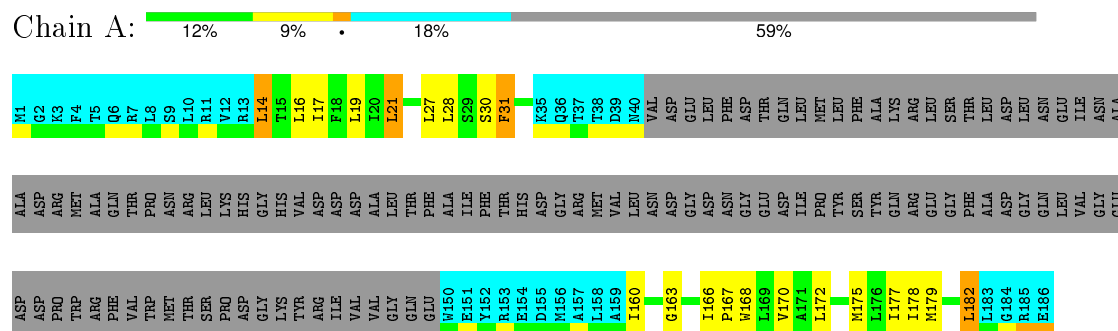 Chain A:
12% 9% • 18% 59%
M1 G2 K3 F4 T5 Q6 R7 L8 S9 L10 R11 V12 R13 L14 T15 L16 I17 F18 L19 I20 L21 L27 L28 S29 S30 F31 K35 Q36 T37 T38 D39 N40 VAL ASP GLU LEU PHE ASP THR GLN LEU MET LEU PHE ALA LYS ARG LEU SER THR LEU ASP LEU ASN GLU ILE ASN ALA
ALA ASP ARG MET ALA GLN THR PRO ASN ARG LEU LYS HIS GLY HIS VAL ASP ASP ASP ALA LEU THR PHE ALA ILE PHE THR HIS ASP GLY ARG MET VAL LEU ASN ASP GLY ASP ASN GLY GLU ASP ILE PRO TYR SER TYR GLN ARG GLU GLY PHE ALA ASP GLY GLN LEU VAL GLY GLU
ASP ASP PRO TRP ARG PHE VAL TRP MET THR SER PRO ASP GLY LYS TYR ARG ILE VAL VAL GLY GLN GLU W150 E151 Y152 R153 E154 D155 M156 A157 L158 A159 I160 G163 I166 P167 W168 L169 V170 A171 L172 M175 L176 I177 I178 M179 L182 L183 G184 R185 E186